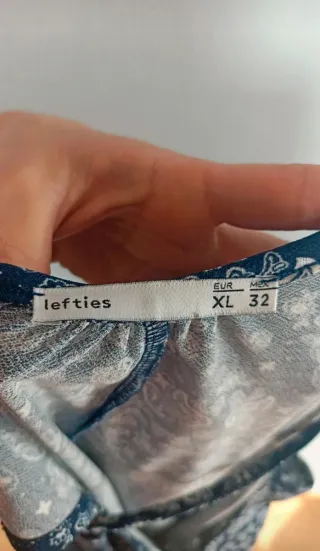 lefties
EUR MEX
XL 32